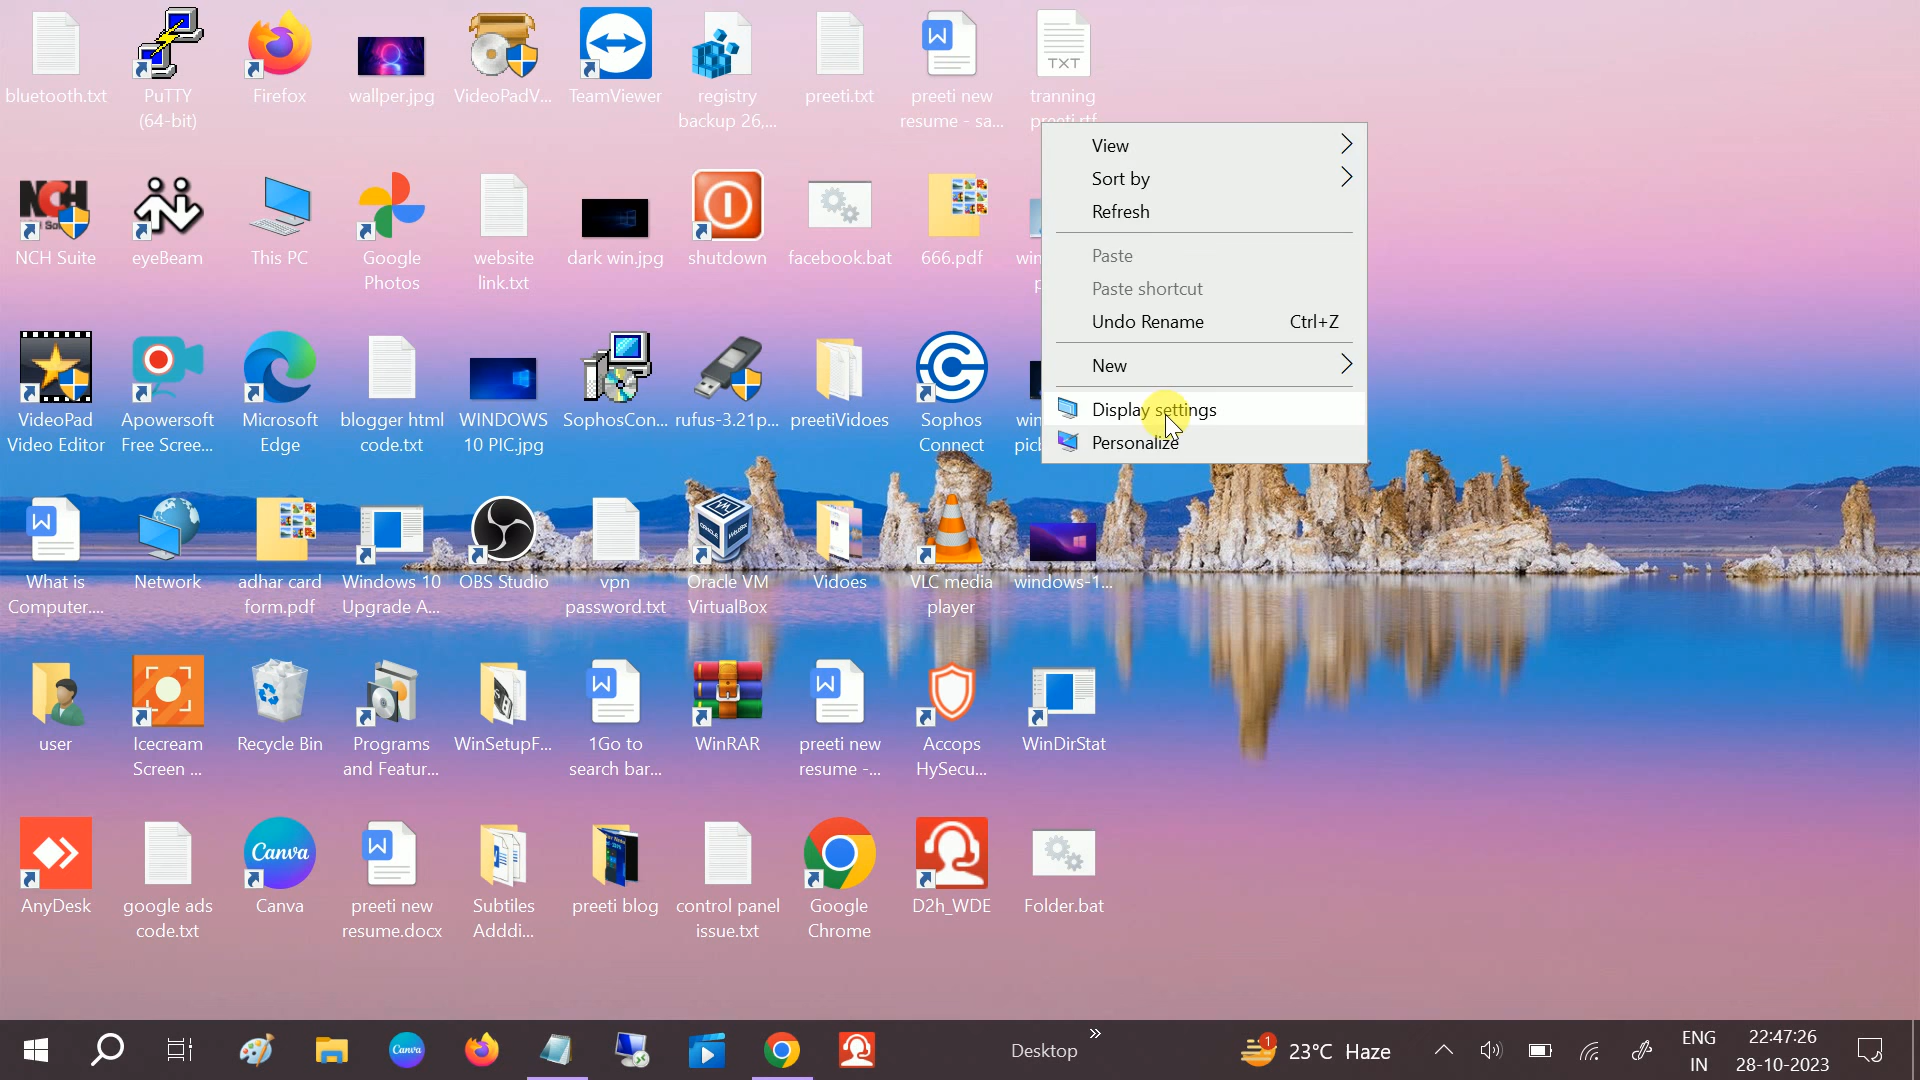 bluetooth.txt
PuTTY
(64-bit)
Firefox
wallper.jpg
VideoPadV...
TeamViewer
registry
backup 26,...
preeti.txt
preeti new
resume - sa...
TXT
tranning
preeti.rtf
NCH Suite
eyeBeam
This PC
Google
Photos
website
link.txt
dark win.jpg
shutdown
facebook.bat
666.pdf
VideoPad
Video Editor
Apowersoft
Free Scree...
Microsoft
Edge
blogger html
code.txt
WINDOWS
10 PIC.jpg
SophosCon...
rufus-3.21p...
preetiVidoes
Sophos
Connect
What is
Computer....
Network
adhar card
form.pdf
Windows 10
Upgrade A...
OBS Studio
vpn
password.txt
Oracle VM
VirtualBox
Vidoes
VLC media
player
windows-1...
user
Icecream
Screen ...
Recycle Bin
Programs
and Featur...
WinSetupF...
1Go to
search bar...
WinRAR
preeti new
resume -...
Accops
HySecu...
WinDirStat
AnyDesk
google ads
code.txt
Canva
Canva
preeti new
resume.docx
Subtiles
Adddi...
preeti blog
control panel
issue.txt
Google
Chrome
D2h_WDE
Folder.bat
View
Sort by
Refresh
Paste
Paste shortcut
Undo Rename Ctrl+Z
New
Display settings
Personalize
Canva
Desktop
1
23°C Haze
ENG
IN
22:47:26
28-10-2023